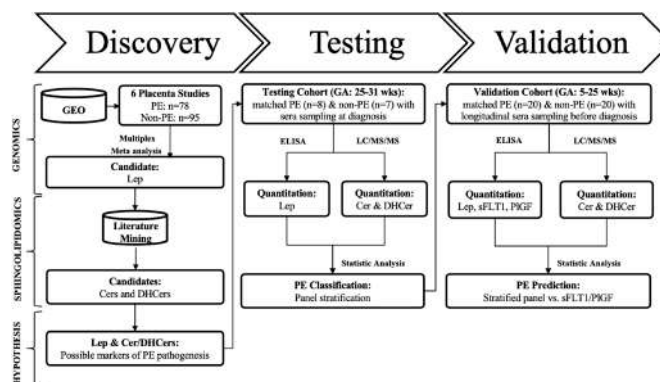 Discovery
Testing
Validation
GENOMICS
SPHINGOLIPIDOMICS
HYPOTHESIS
GEO
6 Placenta Studies
PE: n=78
Non-PE: n=95
Multiplex
Meta analysis
Candidate:
Lep
Literature
Mining
Candidates:
Cers and DHCers
Lep & Cer/DHCers:
Possible markers of PE pathogenesis
Testing Cohort (GA: 25-31 wks):
matched PE (n=8) & non-PE (n=7) with
sera sampling at diagnosis
ELISA
LC/MS/MS
Quantitation:
Lep
Quantitation:
Cer & DHCer
Statistic Analysis
PE Classification:
Panel stratification
Validation Cohort (GA: 5-25 wks):
matched PE (n=20) & non-PE (n=20) with
longitudinal sera sampling before diagnosis
ELISA
LC/MS/MS
Quantitation:
Lep, sFLT1, PlGF
Quantitation:
Cer & DHCer
Statistic Analysis
PE Prediction:
Stratified panel vs. sFLT1/PlGF